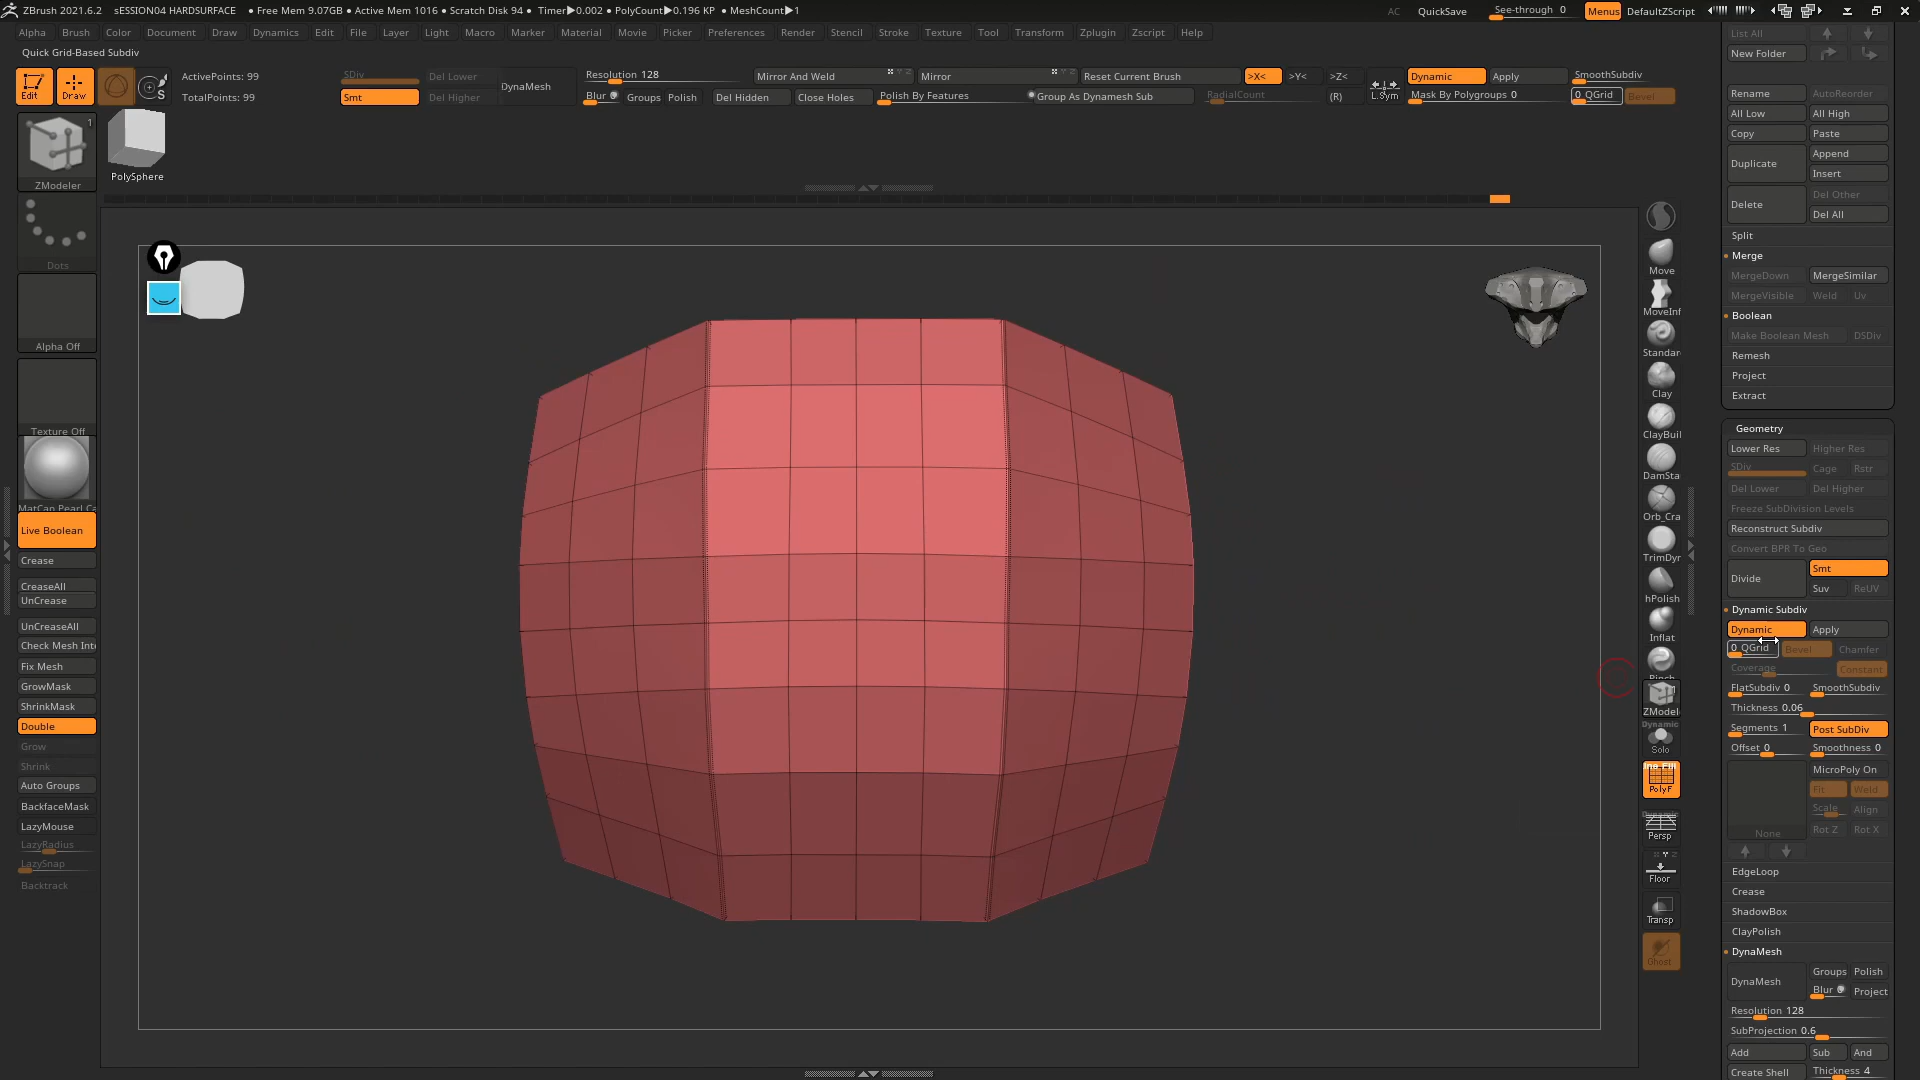 ZBrush 2021.6.2 sESSION04 HARDSURFACE • Free Mem 9.07GB • Active Mem 1016 • Scratch Disk 94 • Timer▶0.002 • PolyCount▶0.196 KP • MeshCount▶1 AC QuickSave See-through 0 Menus DefaultZScript
Alpha Brush Color Document Draw Dynamics Edit File Layer Light Macro Marker Material Movie Picker Preferences Render Stencil Stroke Texture Tool Transform Zplugin Zscript Help
Quick Grid-Based Subdiv
Edit
Draw
S
ActivePoints: 99
TotalPoints: 99
SDiv
Smt
Del Lower
Del Higher
DynaMesh
Resolution 128
Blur
Groups
Polish
Mirror And Weld
Mirror
Del Hidden
Close Holes
Polish By Features
Reset Current Brush
Group As Dynamesh Sub
>X<
>Y<
>Z<
RadialCount
(R)
L.Sym
Dynamic
Apply
Mask By Polygroups 0
SmoothSubdiv
0 QGrid
Bevel
1
ZModeler
PolySphere
Dots
Alpha Off
Texture Off
MatCap Pearl Ca
Live Boolean
Crease
CreaseAll
UnCrease
UnCreaseAll
Check Mesh Int
Fix Mesh
GrowMask
ShrinkMask
Double
Grow
Shrink
Auto Groups
BackfaceMask
LazyMouse
LazyRadius
LazySnap
Backtrack
Move
MoveInf
Standar
Clay
ClayBuil
DamSta
Orb_Cra
TrimDyn
hPolish
Inflat
Pinch
ZModel
Dynamic
Solo
PolyF
Dynamic
Persp
Floor
Transp
Ghost
List All
New Folder
Rename
AutoReorder
All Low
All High
Copy
Paste
Duplicate
Append
Insert
Delete
Del Other
Del All
Split
Merge
MergeDown
MergeSimilar
MergeVisible
Weld
Uv
Boolean
Make Boolean Mesh
DSDiv
Remesh
Project
Extract
Geometry
Lower Res
Higher Res
SDiv
Cage
Rstr
Del Lower
Del Higher
Freeze SubDivision Levels
Reconstruct Subdiv
Convert BPR To Geo
Divide
Smt
Suv
ReUV
Dynamic Subdiv
Dynamic
Apply
0 QGrid
Bevel
Chamfer
Coverage
Constant
FlatSubdiv 0
SmoothSubdiv
Thickness 0.06
Segments 1
Post SubDiv
Offset 0
Smoothness 0
MicroPoly On
Fit
Weld
Scale
Align
None
Rot Z
Rot X
EdgeLoop
Crease
ShadowBox
ClayPolish
DynaMesh
DynaMesh
Groups
Polish
Blur
Project
Resolution 128
SubProjection 0.6
Add
Sub
And
Create Shell
Thickness 4